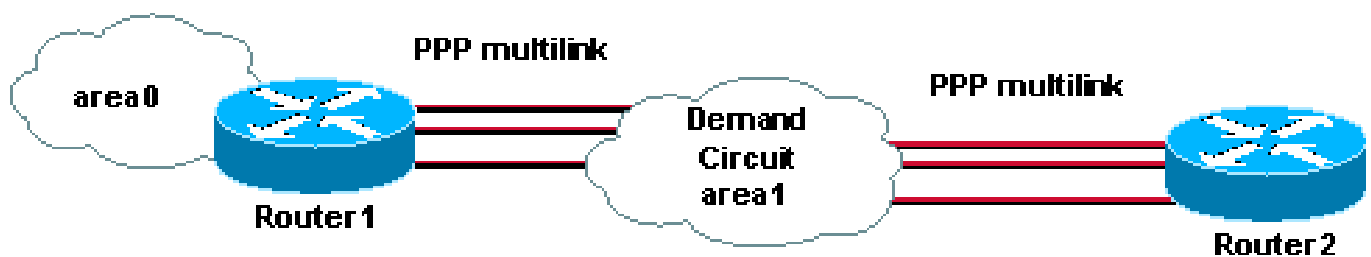 PPP multilink
area0
PPP multilink
Demand
Circuit
area1
Router1
Router2